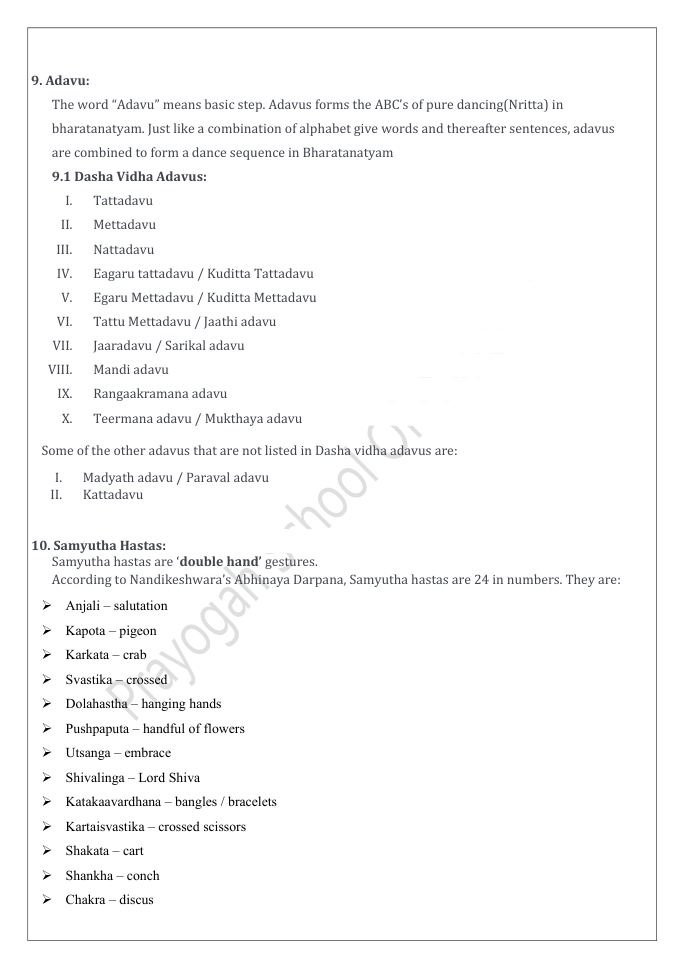 9. Adavu:
The word “Adavu” means basic step. Adavus forms the ABC’s of pure dancing(Nritta) in
bharatanatyam. Just like a combination of alphabet give words and thereafter sentences, adavus
are combined to form a dance sequence in Bharatanatyam
9.1 Dasha Vidha Adavus:
I. Tattadavu
II. Mettadavu
III. Nattadavu
IV. Eagaru tattadavu / Kuditta Tattadavu
V. Egaru Mettadavu / Kuditta Mettadavu
VI. Tattu Mettadavu / Jaathi adavu
VII. Jaaradavu / Sarikal adavu
VIII. Mandi adavu
IX. Rangaakramana adavu
X. Teermana adavu / Mukthaya adavu
Some of the other adavus that are not listed in Dasha vidha adavus are:
I. Madyath adavu / Paraval adavu
II. Kattadavu
10. Samyutha Hastas:
Samyutha hastas are ‘double hand’ gestures.
According to Nandikeshwara’s Abhinaya Darpana, Samyutha hastas are 24 in numbers. They are:
➢ Anjali – salutation
➢ Kapota – pigeon
➢ Karkata – crab
➢ Svastika – crossed
➢ Dolahastha – hanging hands
➢ Pushpaputa – handful of flowers
➢ Utsanga – embrace
➢ Shivalinga – Lord Shiva
➢ Katakaavardhana – bangles / bracelets
➢ Kartaisvastika – crossed scissors
➢ Shakata – cart
➢ Shankha – conch
➢ Chakra – discus
Prayogah School Of